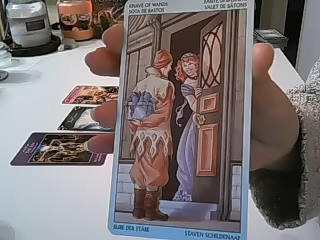 KNAVE OF WANDS
SOTA DE BASTOS
VALET DE BÂTONS
BUBE DER STÄBE
STAVEN SCHILDKNAAP